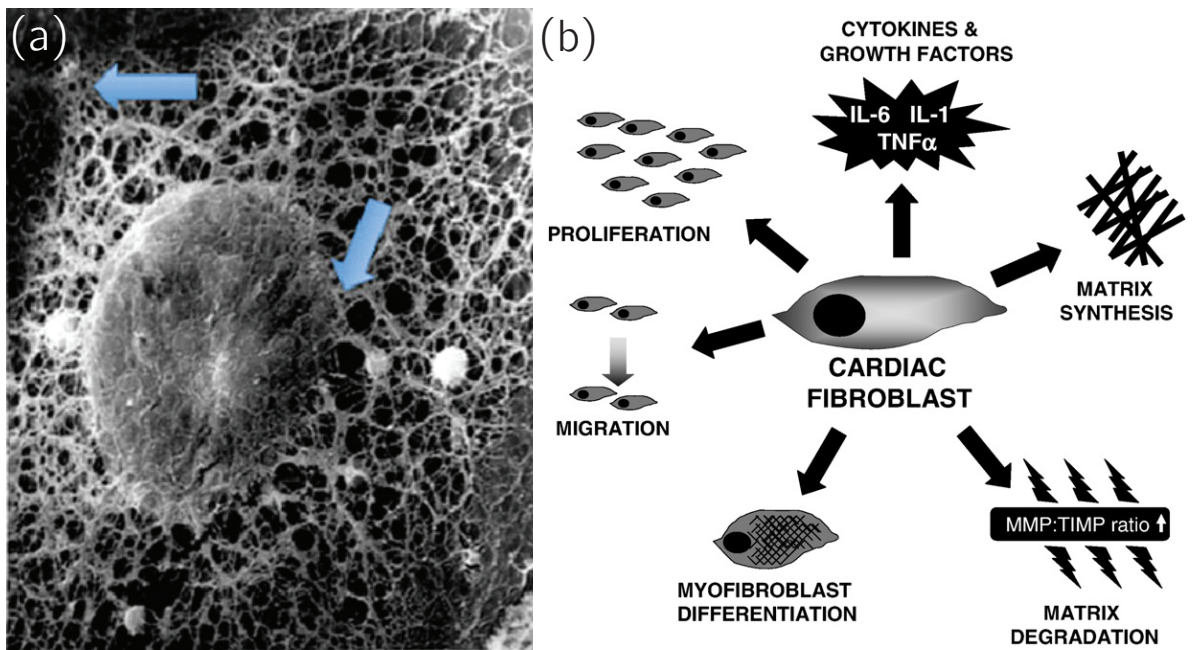 (a)
(b)
CYTOKINES &
GROWTH FACTORS
IL-6 IL-1
TNFα
PROLIFERATION
MATRIX
SYNTHESIS
CARDIAC
FIBROBLAST
MIGRATION
MMP:TIMP ratio
MYOFIBROBLAST
DIFFERENTIATION
MATRIX
DEGRADATION